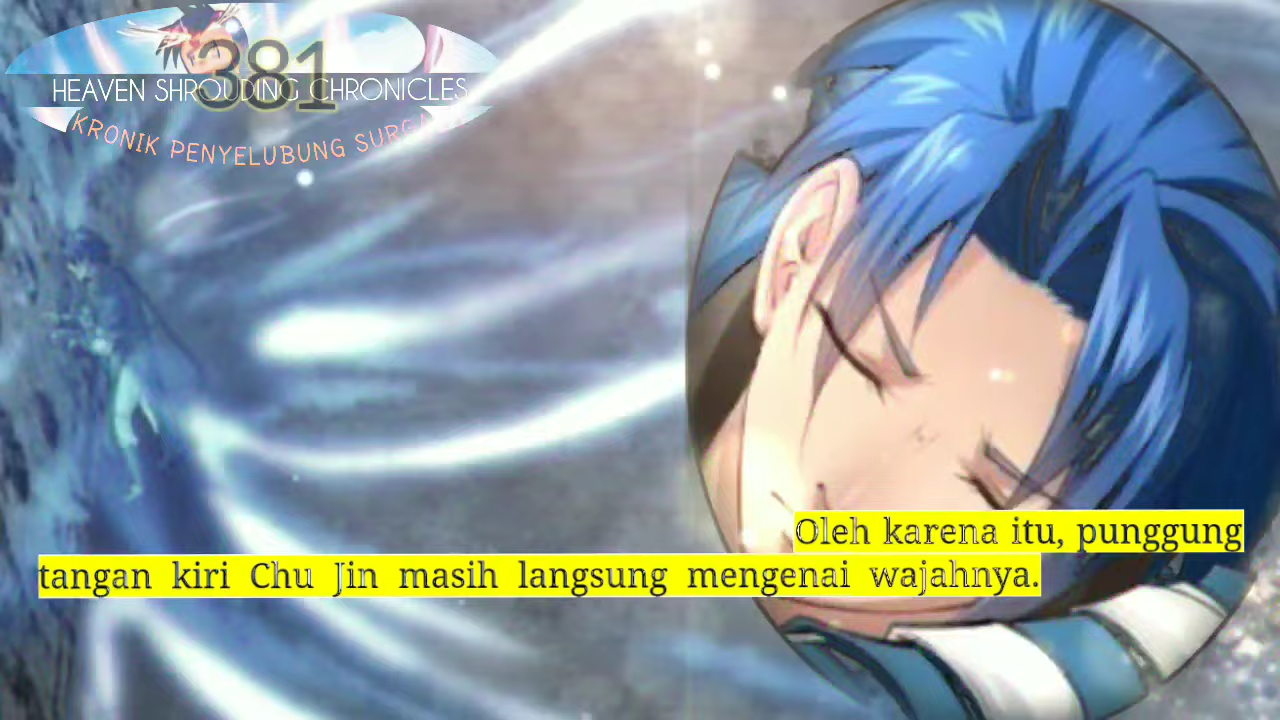 381
HEAVEN SHROUDING CHRONICLES
KRONIK PENYELUBUNG SURGA
Oleh karena itu, punggung
tangan kiri Chu Jin masih langsung mengenai wajahnya.